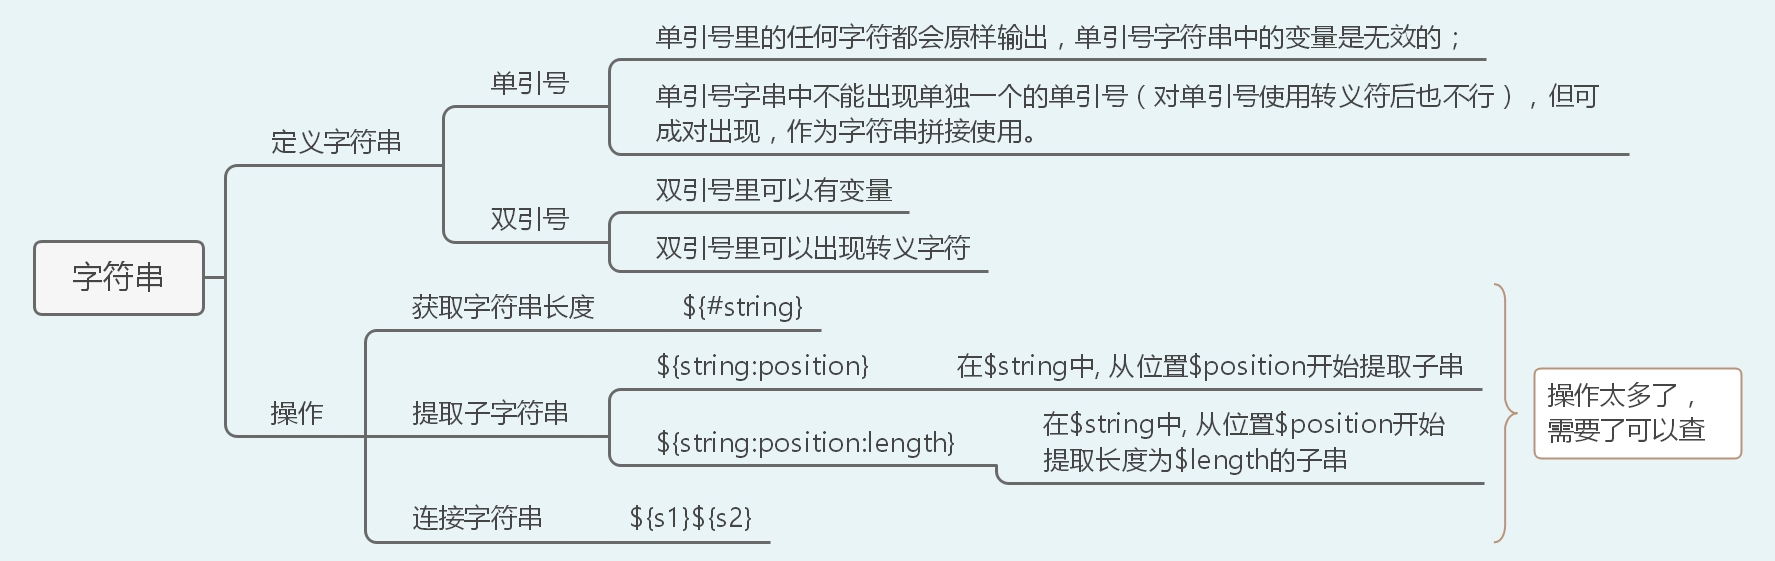 单引号里的任何字符都会原样输出，单引号字符串中的变量是无效的；
单引号
单引号字串中不能出现单独一个的单引号（对单引号使用转义符后也不行），但可
成对出现，作为字符串拼接使用。
定义字符串
双引号里可以有变量
双引号
双引号里可以出现转义字符
字符串
获取字符串长度 ${#string}
${string:position} 在$string中, 从位置$position开始提取子串
操作
提取子字符串
${string:position:length} 在$string中, 从位置$position开始
提取长度为$length的子串
连接字符串 ${s1}${s2}
操作太多了，
需要了可以查